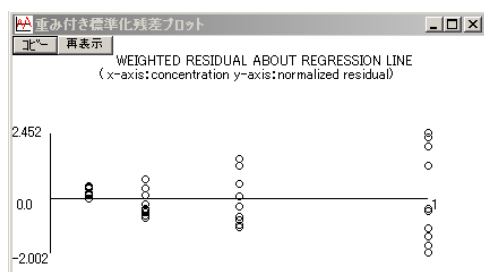 重み付き標準化残差プロット
コピー 再表示
WEIGHTED RESIDUAL ABOUT REGRESSION LINE
( x-axis:concentration y-axis:normalized residual)
2.452
0.0
1
-2.002